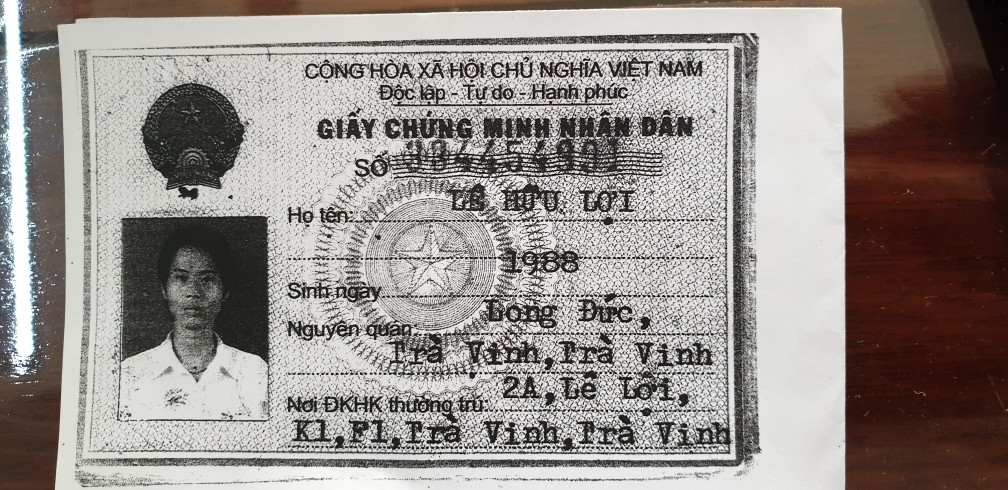 CỘNG HÒA XÃ HỘI CHỦ NGHĨA VIỆT NAM
Độc lập - Tự do - Hạnh phúc
GIẤY CHỨNG MINH NHÂN DÂN
SỐ 334454901
Họ tên: LÊ HỮU LỢI
1988
Sinh ngày
Nguyên quán: Long Đức,
Trà Vinh, Trà Vinh
Nơi ĐKHK thường trú: 2A, Lê Lợi,
K1, F1, Trà Vinh, Trà Vinh